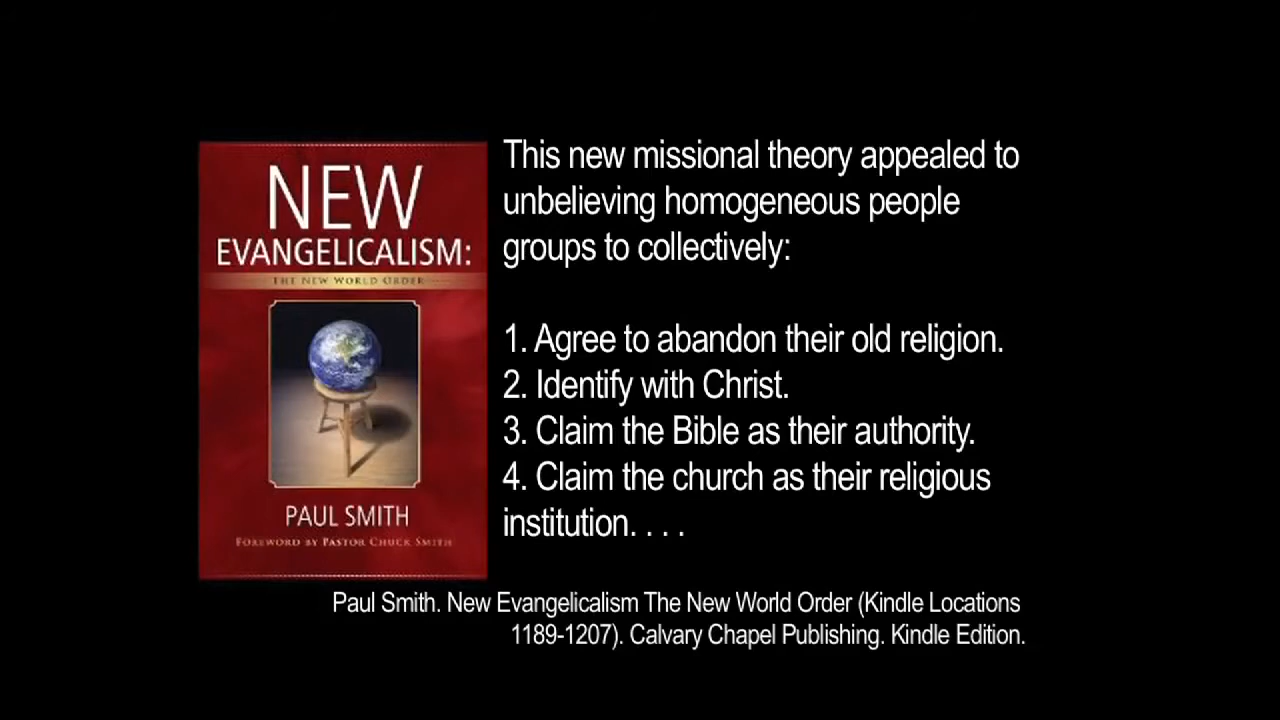 NEW
EVANGELICALISM:
THE NEW WORLD ORDER
PAUL SMITH
FOREWORD BY PASTOR CHUCK SMITH
This new missional theory appealed to
unbelieving homogeneous people
groups to collectively:
1. Agree to abandon their old religion.
2. Identify with Christ.
3. Claim the Bible as their authority.
4. Claim the church as their religious
institution. . . .
Paul Smith. New Evangelicalism The New World Order (Kindle Locations
1189-1207). Calvary Chapel Publishing. Kindle Edition.